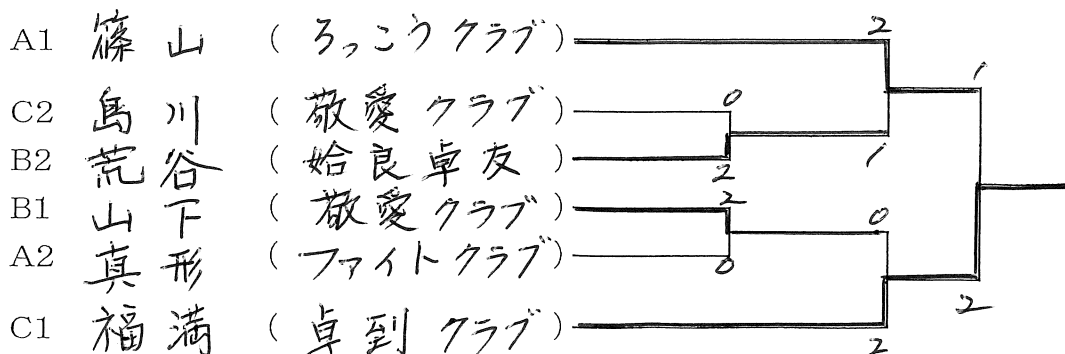 A1 篠山 (ろっこうクラブ) 2
1
C2 島川 (敬愛クラブ) 0
B2 荒谷 (姶良卓友) 2 1
B1 山下 (敬愛クラブ) 2 0
A2 真形 (ファイトクラブ) 0
2
C1 福満 (卓到クラブ) 2